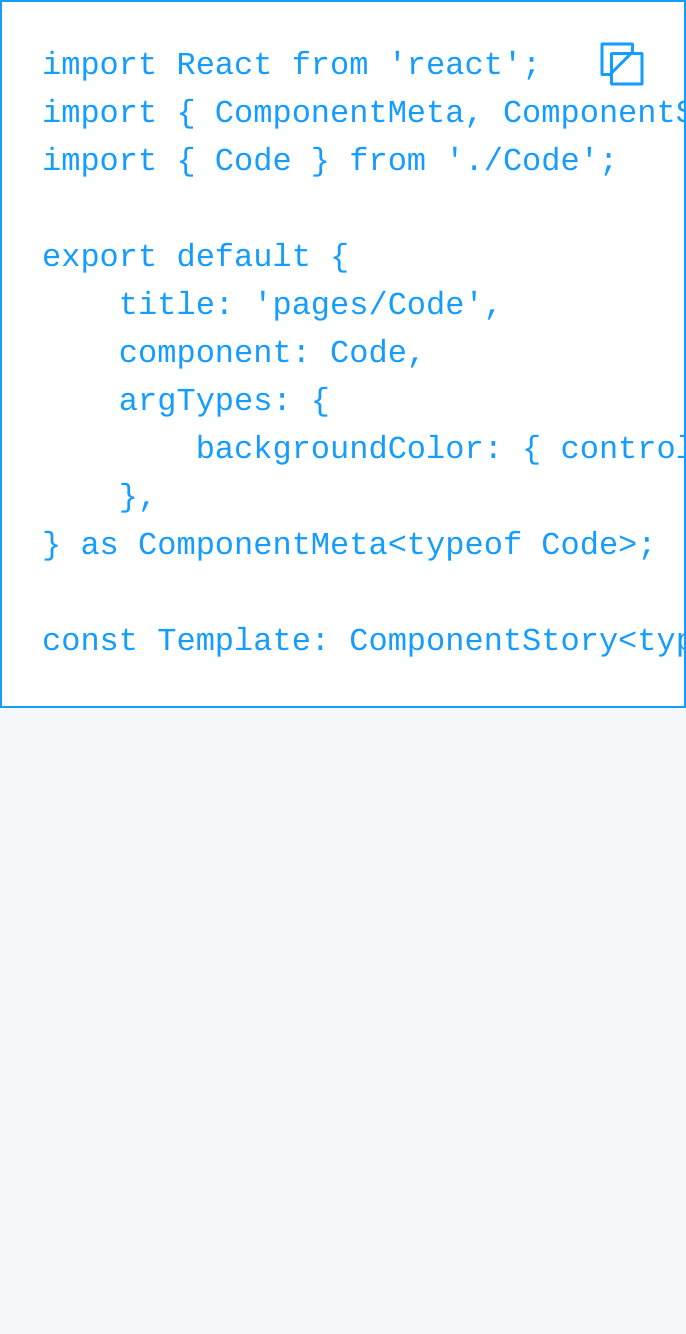 import React from 'react';
import { ComponentMeta, Component
import { Code } from './Code';
export default {
    title: 'pages/Code',
    component: Code,
    argTypes: {
        backgroundColor: { control
    },
} as ComponentMeta<typeof Code>;
const Template: ComponentStory<typ